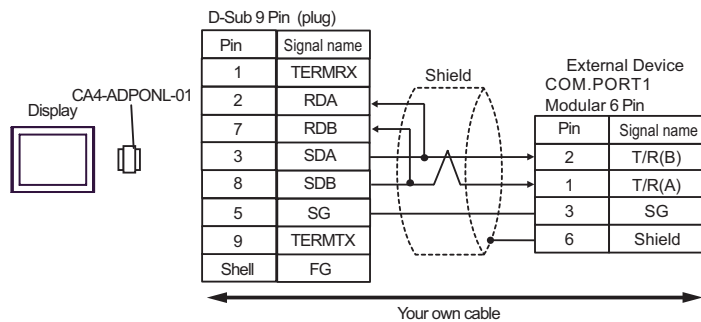 D-Sub 9 Pin (plug)
Pin Signal name
1 TERMRX
2 RDA
7 RDB
3 SDA
8 SDB
5 SG
9 TERMTX
Shell FG
CA4-ADPONL-01
Display
Shield
External Device
COM.PORT1
Modular 6 Pin
Pin Signal name
2 T/R(B)
1 T/R(A)
3 SG
6 Shield
Your own cable